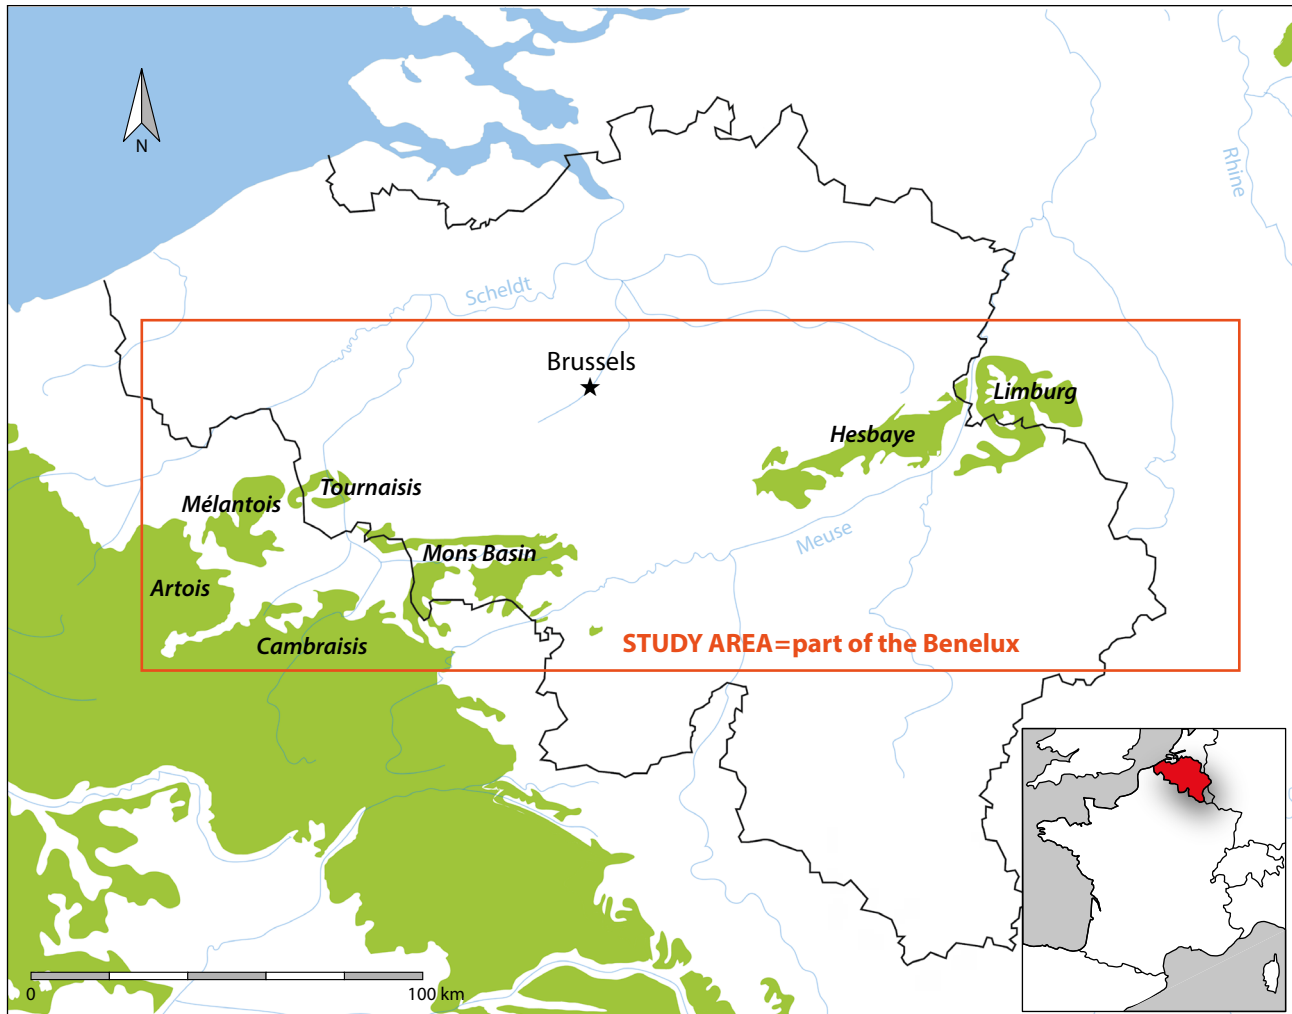 N
Rhine
Scheldt
Brussels
Limburg
Hesbaye
Tournaisis
Mélantois
Meuse
Mons Basin
Artois
Cambraisis
STUDY AREA=part of the Benelux
0
100 km